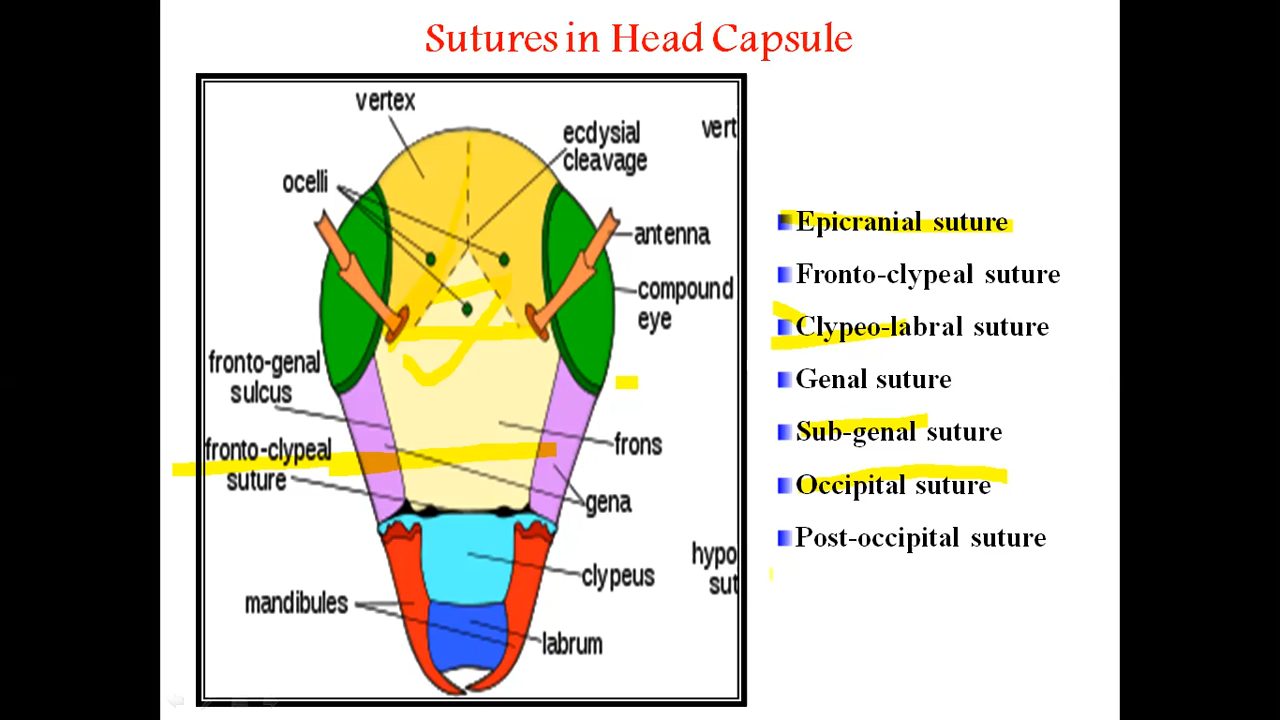 Sutures in Head Capsule
vertex
ecdysial
cleavage
vert
ocelli
antenna
compound
eye
fronto-genal
sulcus
fronto-clypeal
suture
frons
gena
clypeus
hypo
sut
mandibules
labrum
Epicranial suture
Fronto-clypeal suture
Clypeo-labral suture
Genal suture
Sub-genal suture
Occipital suture
Post-occipital suture